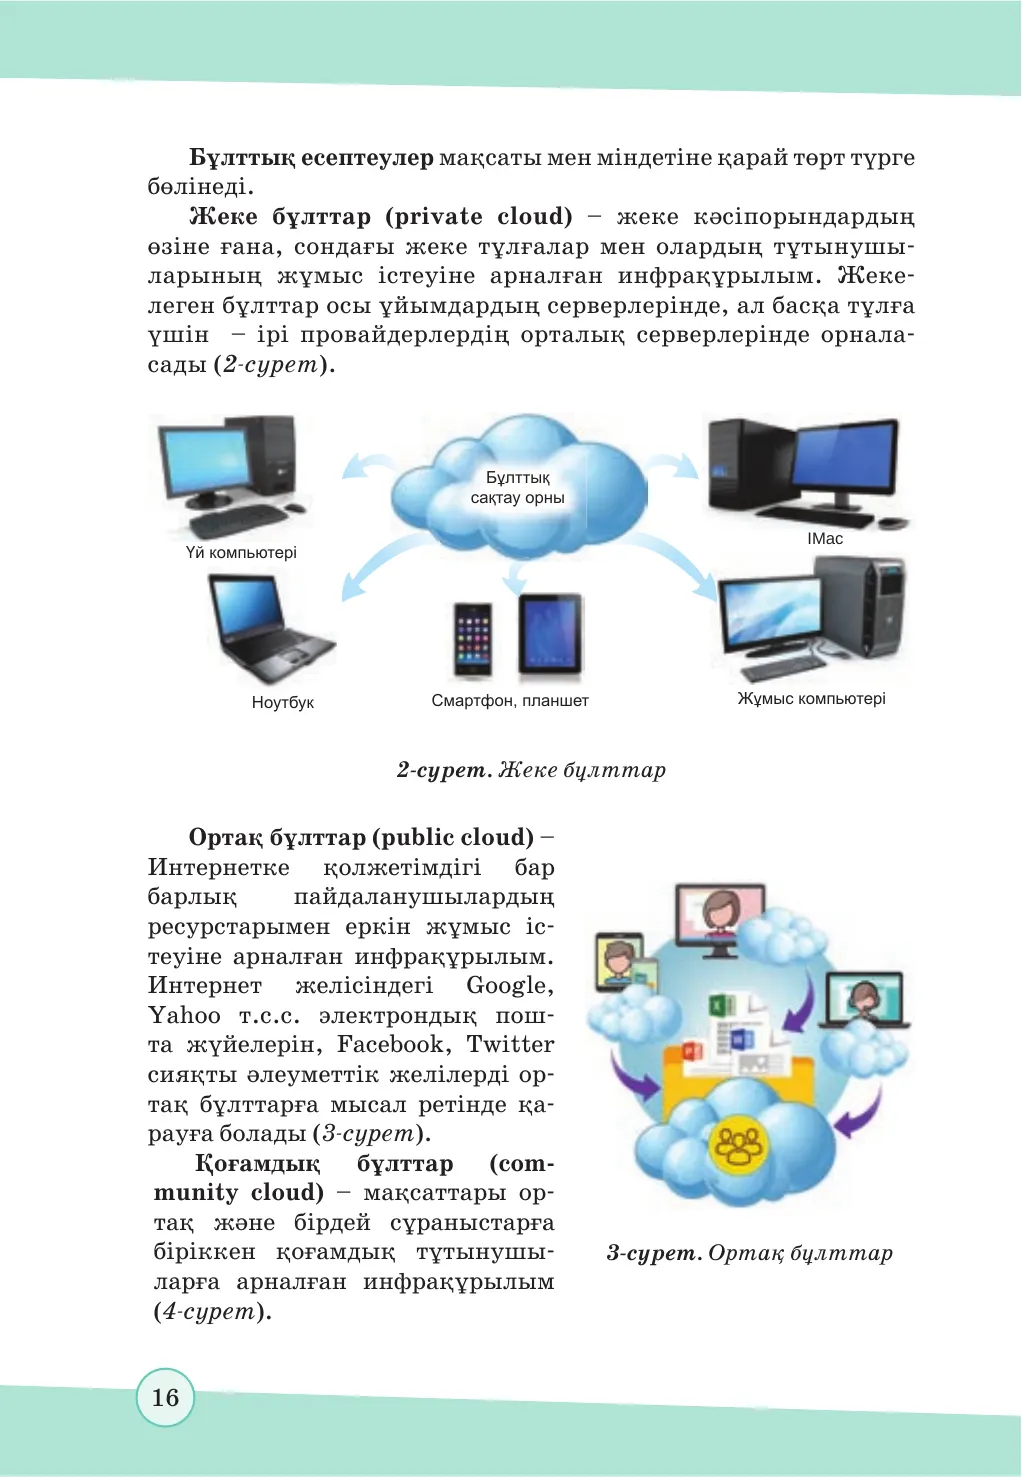 Бұлттық есептеулер мақсаты мен міндетіне қарай төрт түрге
бөлінеді.
Жеке бұлттар (private cloud) – жеке кәсіпорындардың
өзіне ғана, сондағы жеке тұлғалар мен олардың тұтынушы-
ларының жұмыс істеуіне арналған инфрақұрылым. Жеке-
леген бұлттар осы ұйымдардың серверлерінде, ал басқа тұлға
үшін – ірі провайдерлердің орталық серверлерінде орнала-
сады (2-сурет).
Бұлттық
сақтау орны
Үй компьютері
IMac
Ноутбук
Смартфон, планшет
Жұмыс компьютері
2-сурет. Жеке бұлттар
Ортақ бұлттар (public cloud) –
Интернетке қолжетімдігі бар
барлық пайдаланушылардың
ресурстарымен еркін жұмыс іс-
теуіне арналған инфрақұрылым.
Интернет желісіндегі Google,
Yahoo т.с.с. электрондық пош-
та жүйелерін, Facebook, Twitter
сияқты әлеуметтік желілерді ор-
тақ бұлттарға мысал ретінде қа-
рауға болады (3-сурет).
Қоғамдық бұлттар (com-
munity cloud) – мақсаттары ор-
тақ және бірдей сұраныстарға
біріккен қоғамдық тұтынушы-
ларға арналған инфрақұрылым
(4-сурет).
3-сурет. Ортақ бұлттар
16